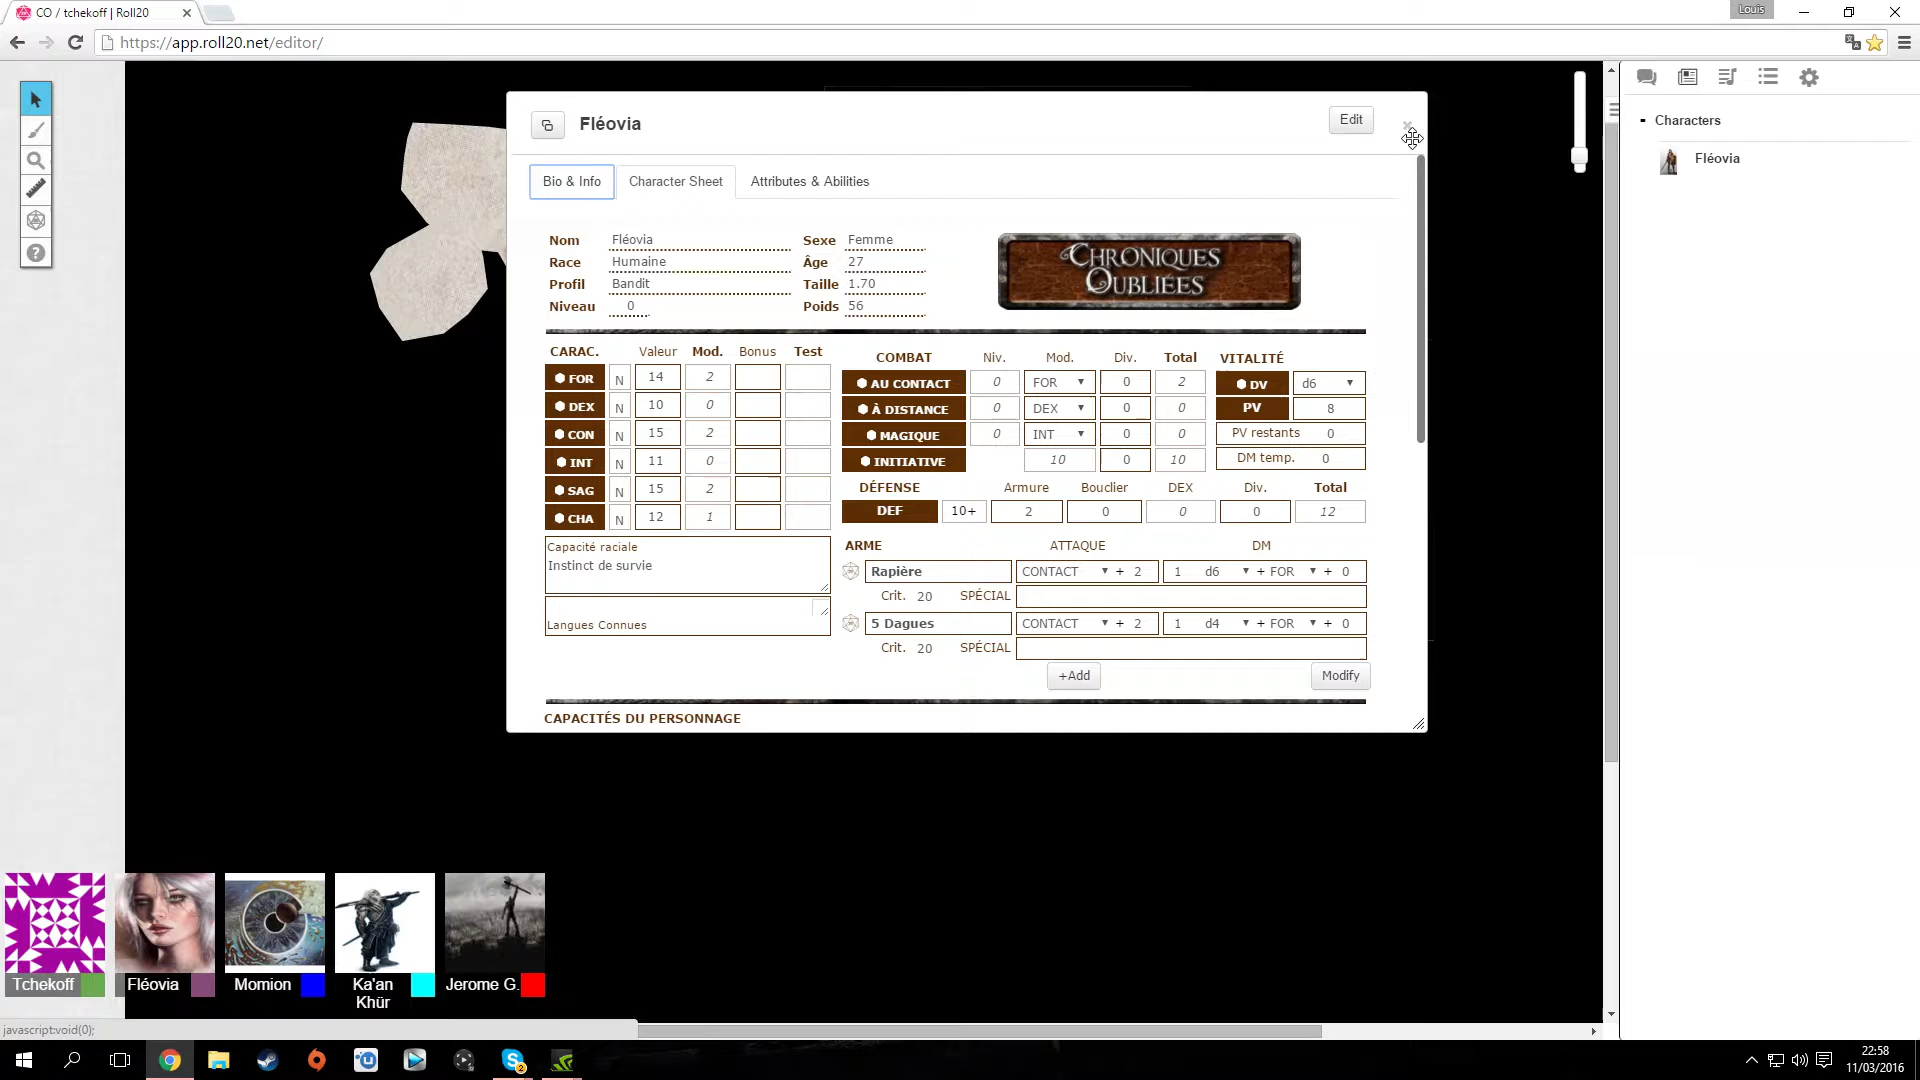 CO / tchekoff | Roll20
Louis
https://app.roll20.net/editor/
Fléovia
Edit
Bio & Info
Character Sheet
Attributes & Abilities
Characters
Fléovia
Nom Fléovia Sexe Femme
Race Humaine Âge 27
Profil Bandit Taille 1.70
Niveau 0 Poids 56
CHRONIQUES
OUBLIÉES
CARAC. Valeur Mod. Bonus Test
FOR N 14 2
DEX N 10 0
CON N 15 2
INT N 11 0
SAG N 15 2
CHA N 12 1
COMBAT Niv. Mod. Div. Total
AU CONTACT 0 FOR 0 2
À DISTANCE 0 DEX 0 0
MAGIQUE 0 INT 0 0
INITIATIVE 10 0 10
VITALITÉ
DV d6
PV 8
PV restants 0
DM temp. 0
DÉFENSE Armure Bouclier DEX Div. Total
DEF 10+ 2 0 0 0 12
Capacité raciale
Instinct de survie
Langues Connues
ARME ATTAQUE DM
Rapière CONTACT + 2 1 d6 + FOR + 0
Crit. 20 SPÉCIAL
5 Dagues CONTACT + 2 1 d4 + FOR + 0
Crit. 20 SPÉCIAL
+Add
Modify
CAPACITÉS DU PERSONNAGE
Tchekoff
Fléovia
Momion
Ka'an
Khür
Jerome G.
javascript:void(0);
2
22:58
11/03/2016